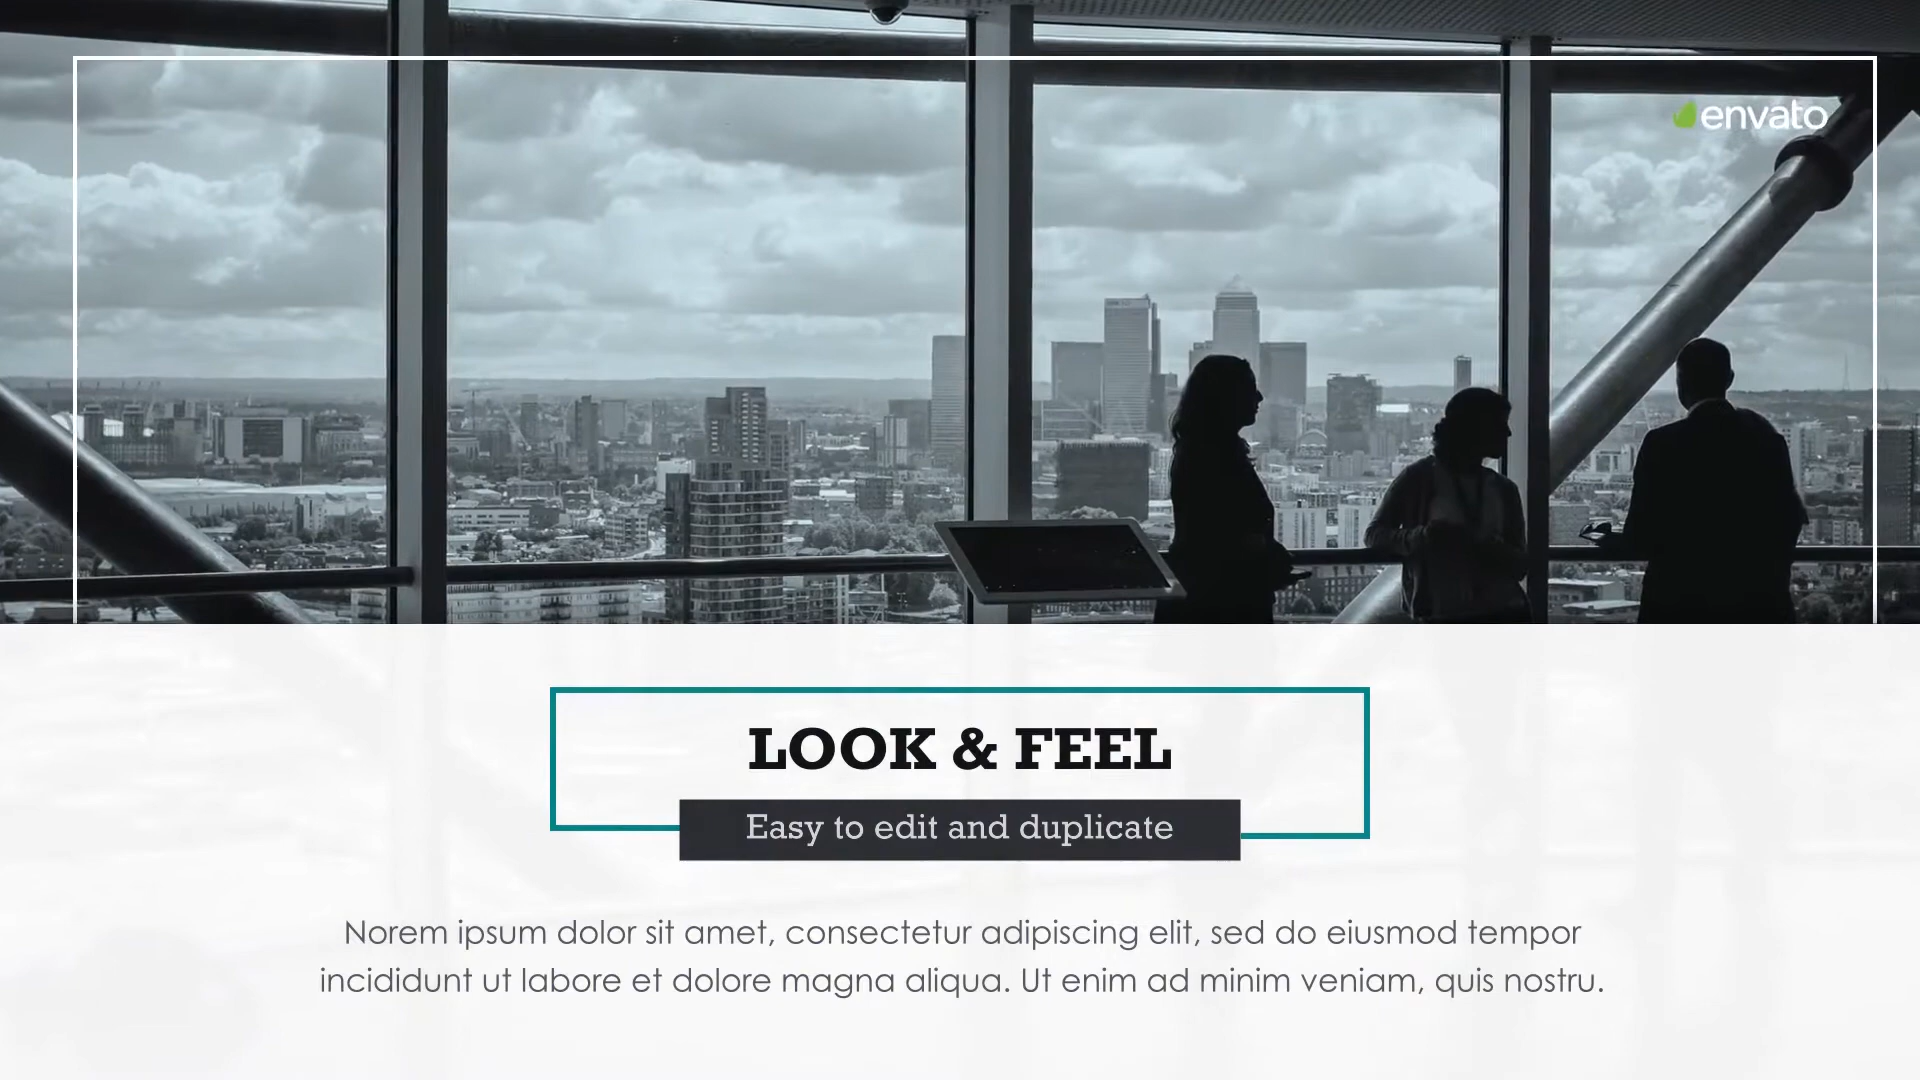 envato
LOOK & FEEL
Easy to edit and duplicate
Norem ipsum dolor sit amet, consectetur adipiscing elit, sed do eiusmod tempor
incididunt ut labore et dolore magna aliqua. Ut enim ad minim veniam, quis nostru.